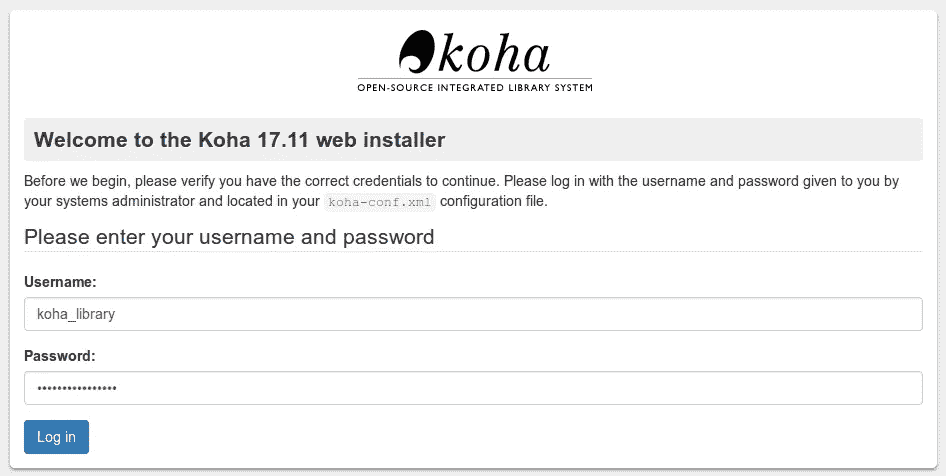 koha
OPEN-SOURCE INTEGRATED LIBRARY SYSTEM
Welcome to the Koha 17.11 web installer
Before we begin, please verify you have the correct credentials to continue. Please log in with the username and password given to you by
your systems administrator and located in your koha-conf.xml configuration file.
Please enter your username and password
Username:
koha_library
Password:
••••••••••••••••
Log in